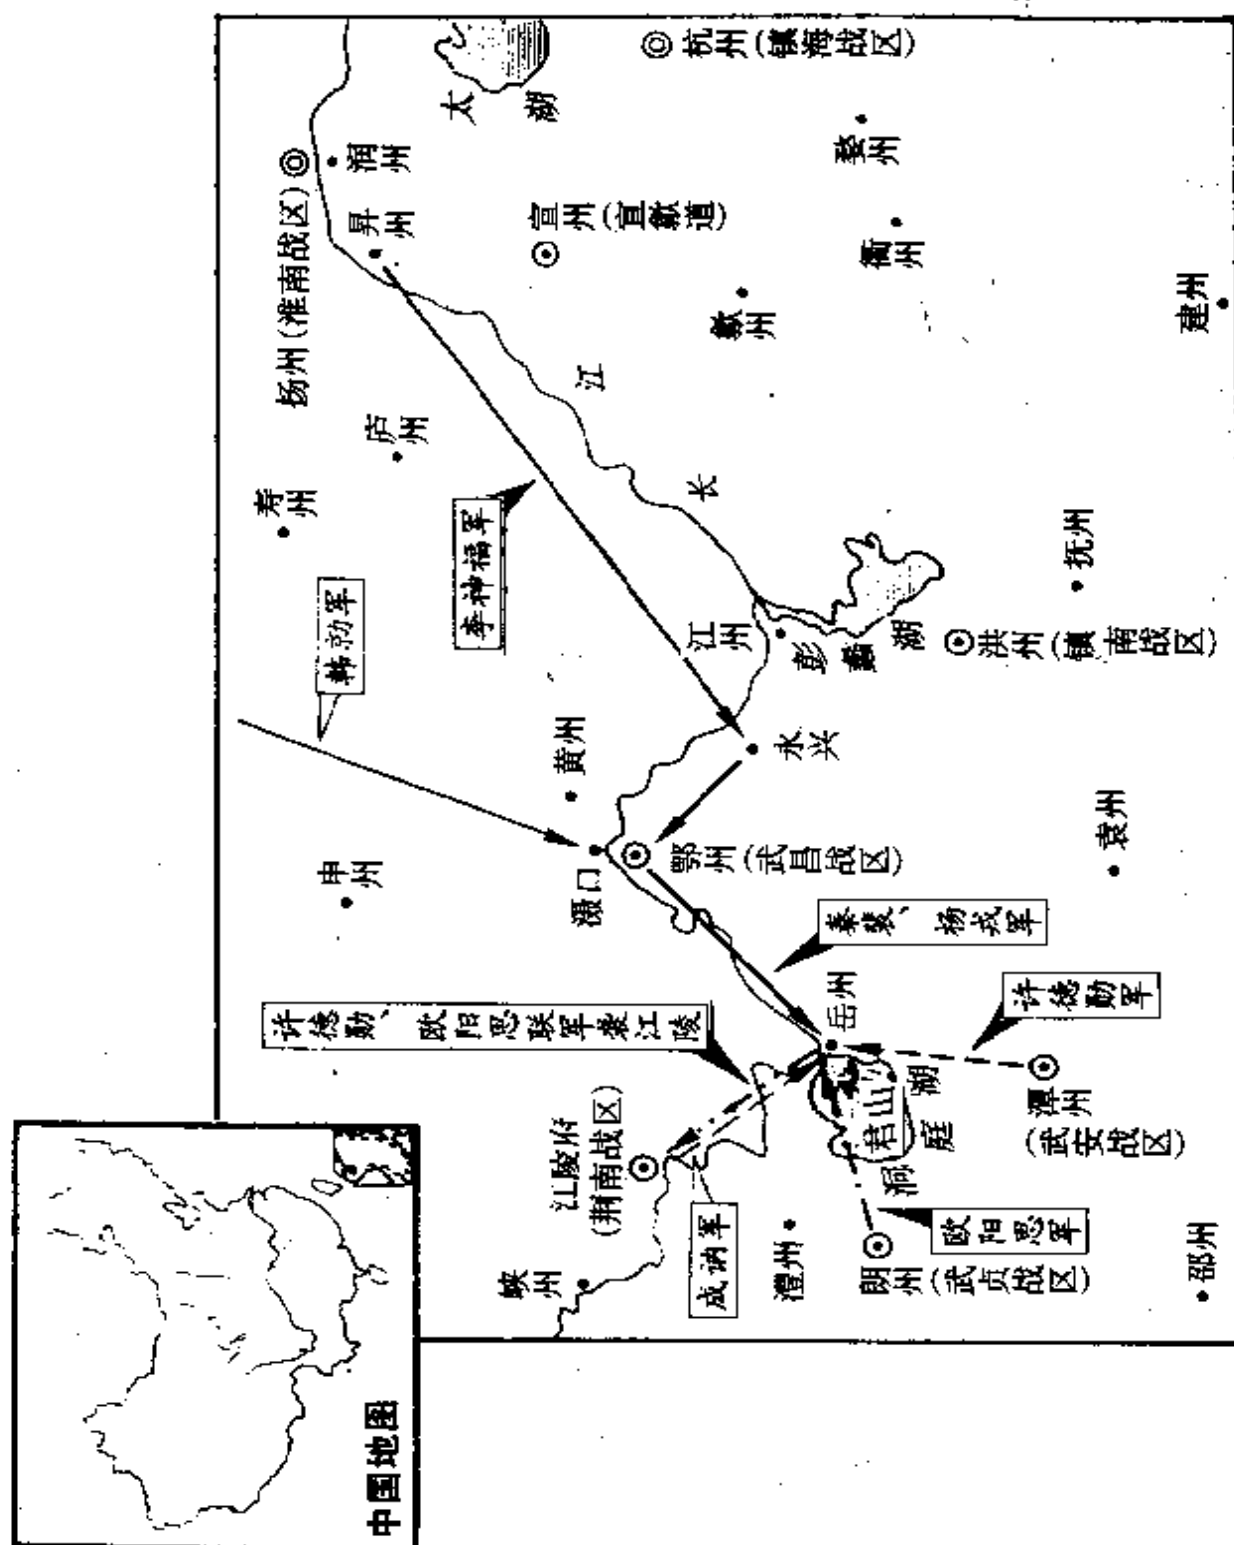 中国地图
峡州
江陵府
(荆南战区)
成汭军
澧州
朗州(武贞战区)
欧阳思军
邵州
许德勋、欧阳思联军袭江陵
君山
洞庭湖
岳州
潭州
(武安战区)
许德勋军
秦裴、杨戎军
申州
滠口
鄂州(武昌战区)
黄州
永兴
袁州
韩勍军
江州
彭蠡湖
洪州(镇南战区)
抚州
寿州
庐州
李神福军
长江
扬州(淮南战区)
昇州
润州
宣州(宣歙道)
歙州
衢州
婺州
建州
太湖
杭州(镇海战区)